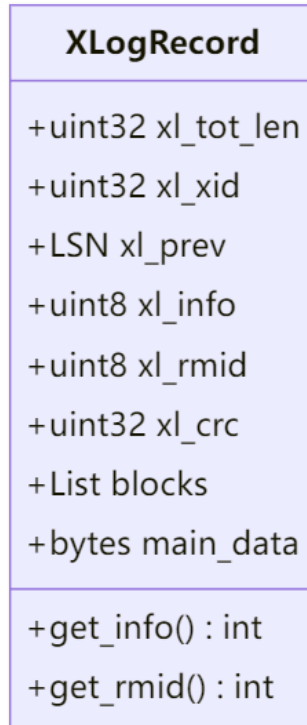 XLogRecord
+uint32 xl_tot_len
+uint32 xl_xid
+LSN xl_prev
+uint8 xl_info
+uint8 xl_rmid
+uint32 xl_crc
+List blocks
+bytes main_data
+get_info() : int
+get_rmid() : int